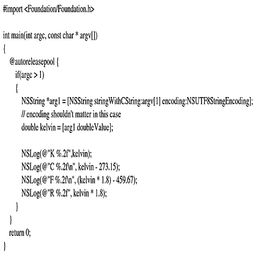 #import <Foundation/Foundation.h>
int main(int argc, const char * argv[])
{
@autoreleasepool {
if(argc > 1)
{
NSString *arg1 = [NSString stringWithCString:argv[1] encoding:NSUTF8StringEncoding];
// encoding shouldn't matter in this case
double kelvin = [arg1 doubleValue];
NSLog(@"K %.2f",kelvin);
NSLog(@"C %.2f\n", kelvin - 273.15);
NSLog(@"F %.2f\n", (kelvin * 1.8) - 459.67);
NSLog(@"R %.2f", kelvin * 1.8);
}
}
return 0;
}